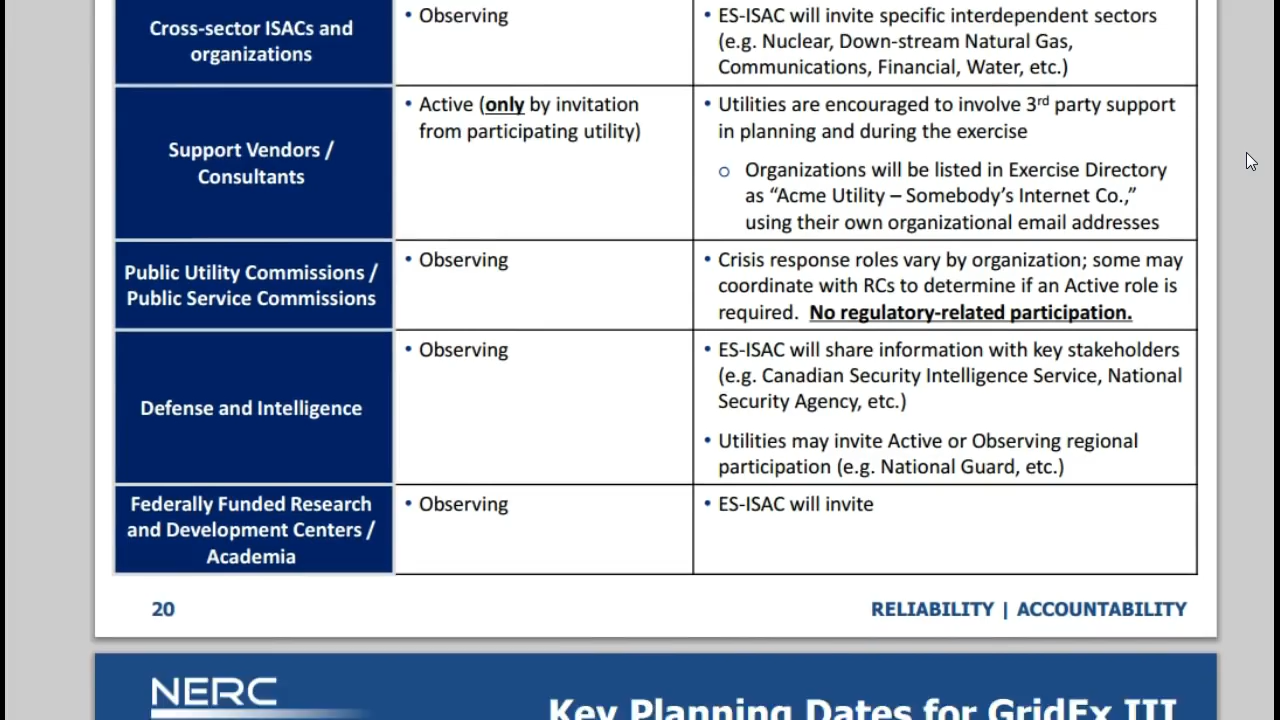 Cross-sector ISACs and
organizations
• Observing
• ES-ISAC will invite specific interdependent sectors
(e.g. Nuclear, Down-stream Natural Gas,
Communications, Financial, Water, etc.)
Support Vendors /
Consultants
• Active (only by invitation
from participating utility)
• Utilities are encouraged to involve 3rd party support
in planning and during the exercise
o Organizations will be listed in Exercise Directory
as “Acme Utility – Somebody’s Internet Co.,”
using their own organizational email addresses
Public Utility Commissions /
Public Service Commissions
• Observing
• Crisis response roles vary by organization; some may
coordinate with RCs to determine if an Active role is
required. No regulatory-related participation.
Defense and Intelligence
• Observing
• ES-ISAC will share information with key stakeholders
(e.g. Canadian Security Intelligence Service, National
Security Agency, etc.)
• Utilities may invite Active or Observing regional
participation (e.g. National Guard, etc.)
Federally Funded Research
and Development Centers /
Academia
• Observing
• ES-ISAC will invite
20
RELIABILITY | ACCOUNTABILITY
NERC
Key Planning Dates for GridEx III